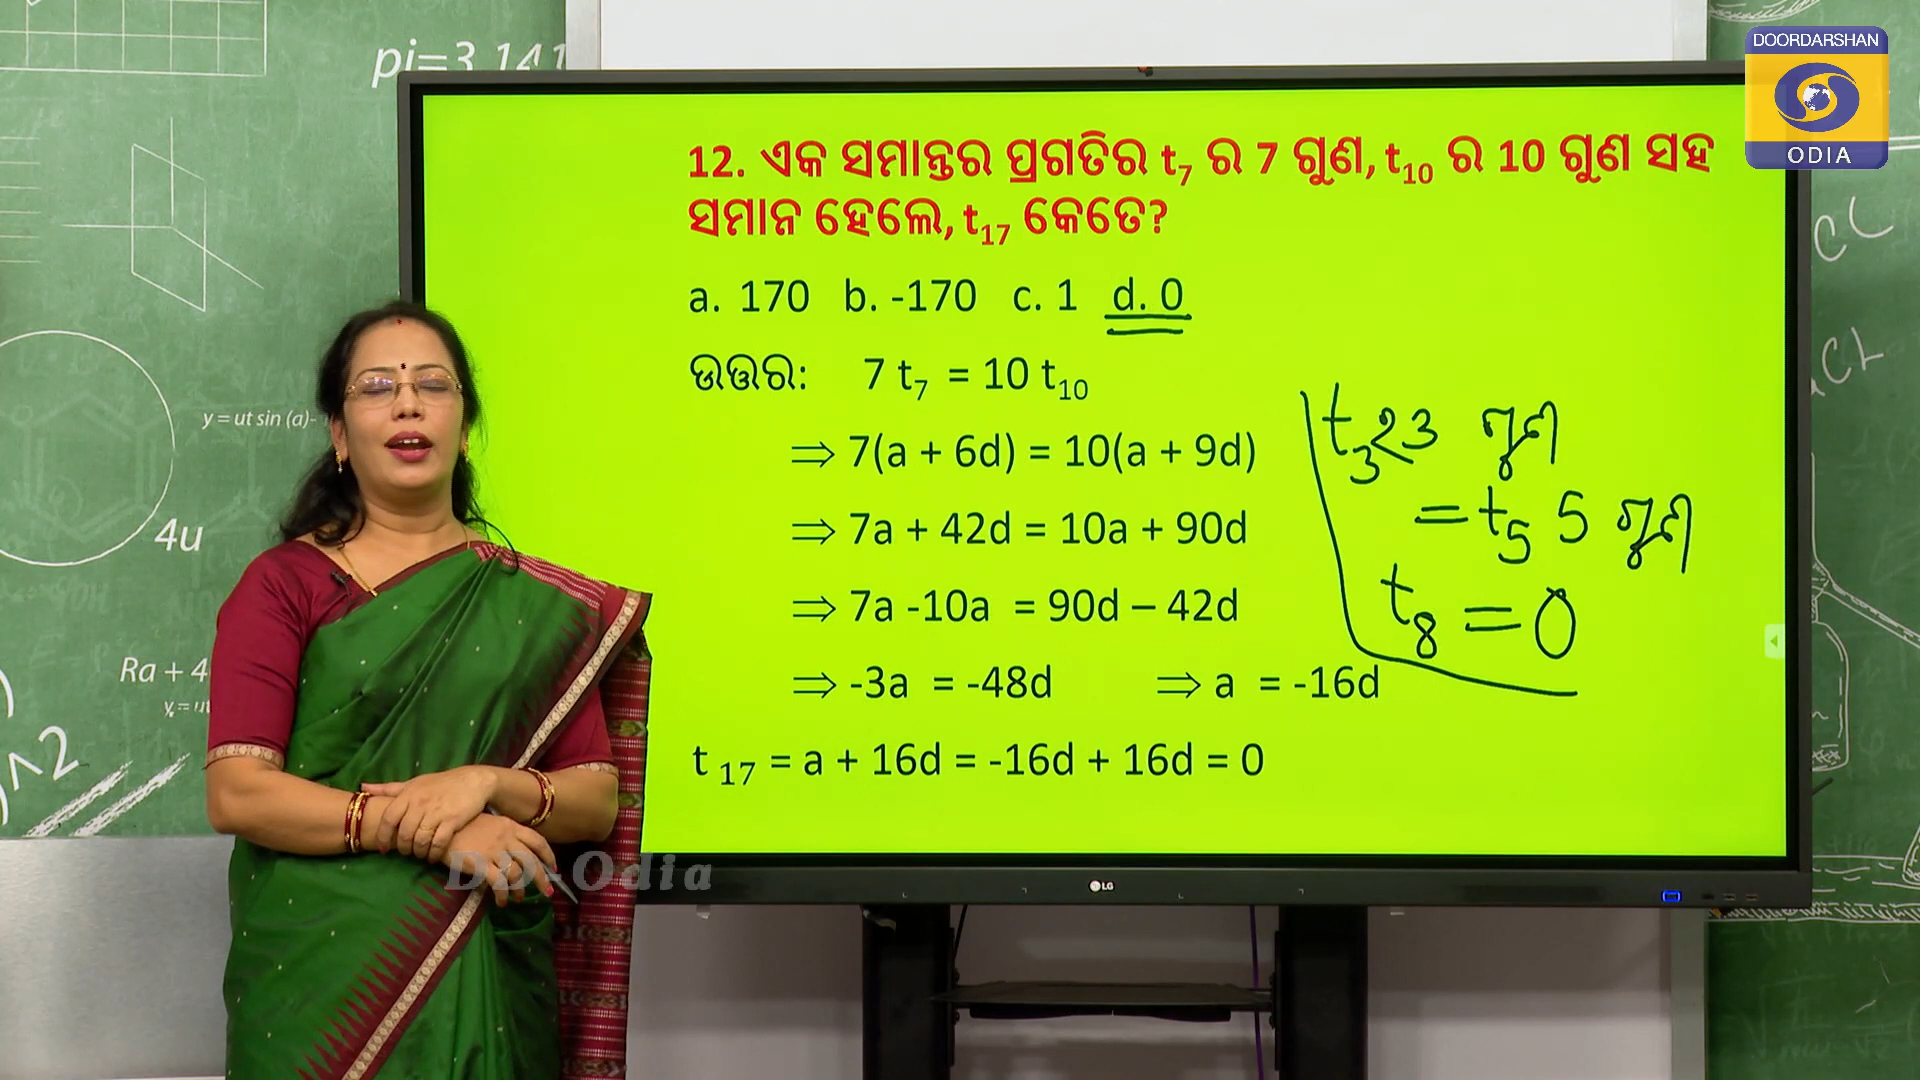 pi=3.141
DOORDARSHAN
ODIA
12. ଏକ ସମାନ୍ତର ପ୍ରଗତିର t7 ର 7 ଗୁଣ, t10 ର 10 ଗୁଣ ସହ
ସମାନ ହେଲେ, t17 କେତେ?
a. 170 b. -170 c. 1 d. 0
ଉତ୍ତର: 7 t7 = 10 t10
⇒ 7(a + 6d) = 10(a + 9d)
⇒ 7a + 42d = 10a + 90d
⇒ 7a -10a = 90d – 42d
⇒ -3a = -48d ⇒ a = -16d
t 17 = a + 16d = -16d + 16d = 0
ଗୁଣ
= t5 5 ଗୁଣ
t8 = 0
y = ut sin (a)-
4u
Ra + 4
^2
DD-Odia
LG